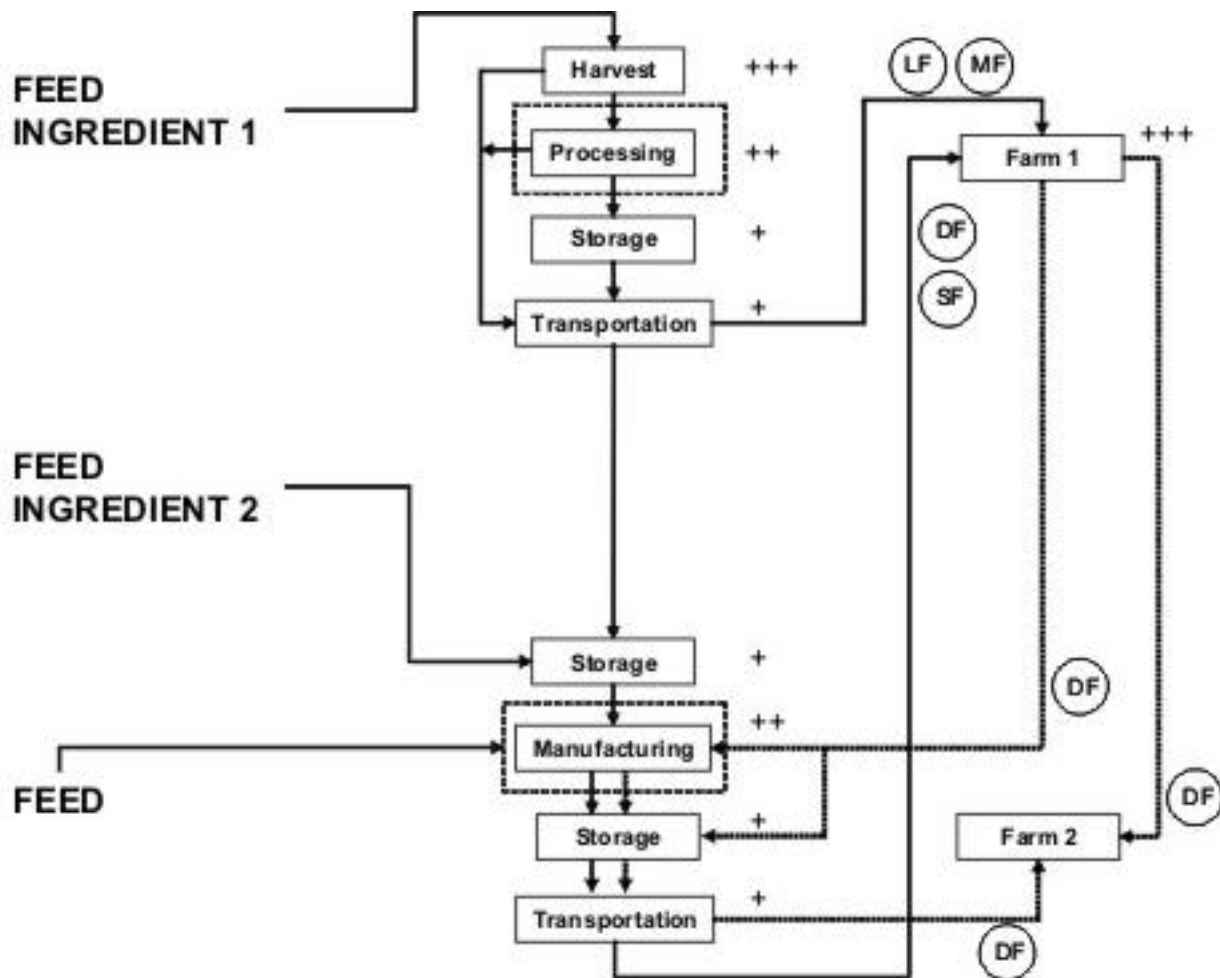 Harvest
+++
LF
MF
FEED
INGREDIENT 1
Processing
++
Farm 1
+++
Storage
+
DF
SF
Transportation
+
FEED
INGREDIENT 2
Storage
+
DF
Manufacturing
++
FEED
DF
Storage
+
Farm 2
Transportation
+
DF